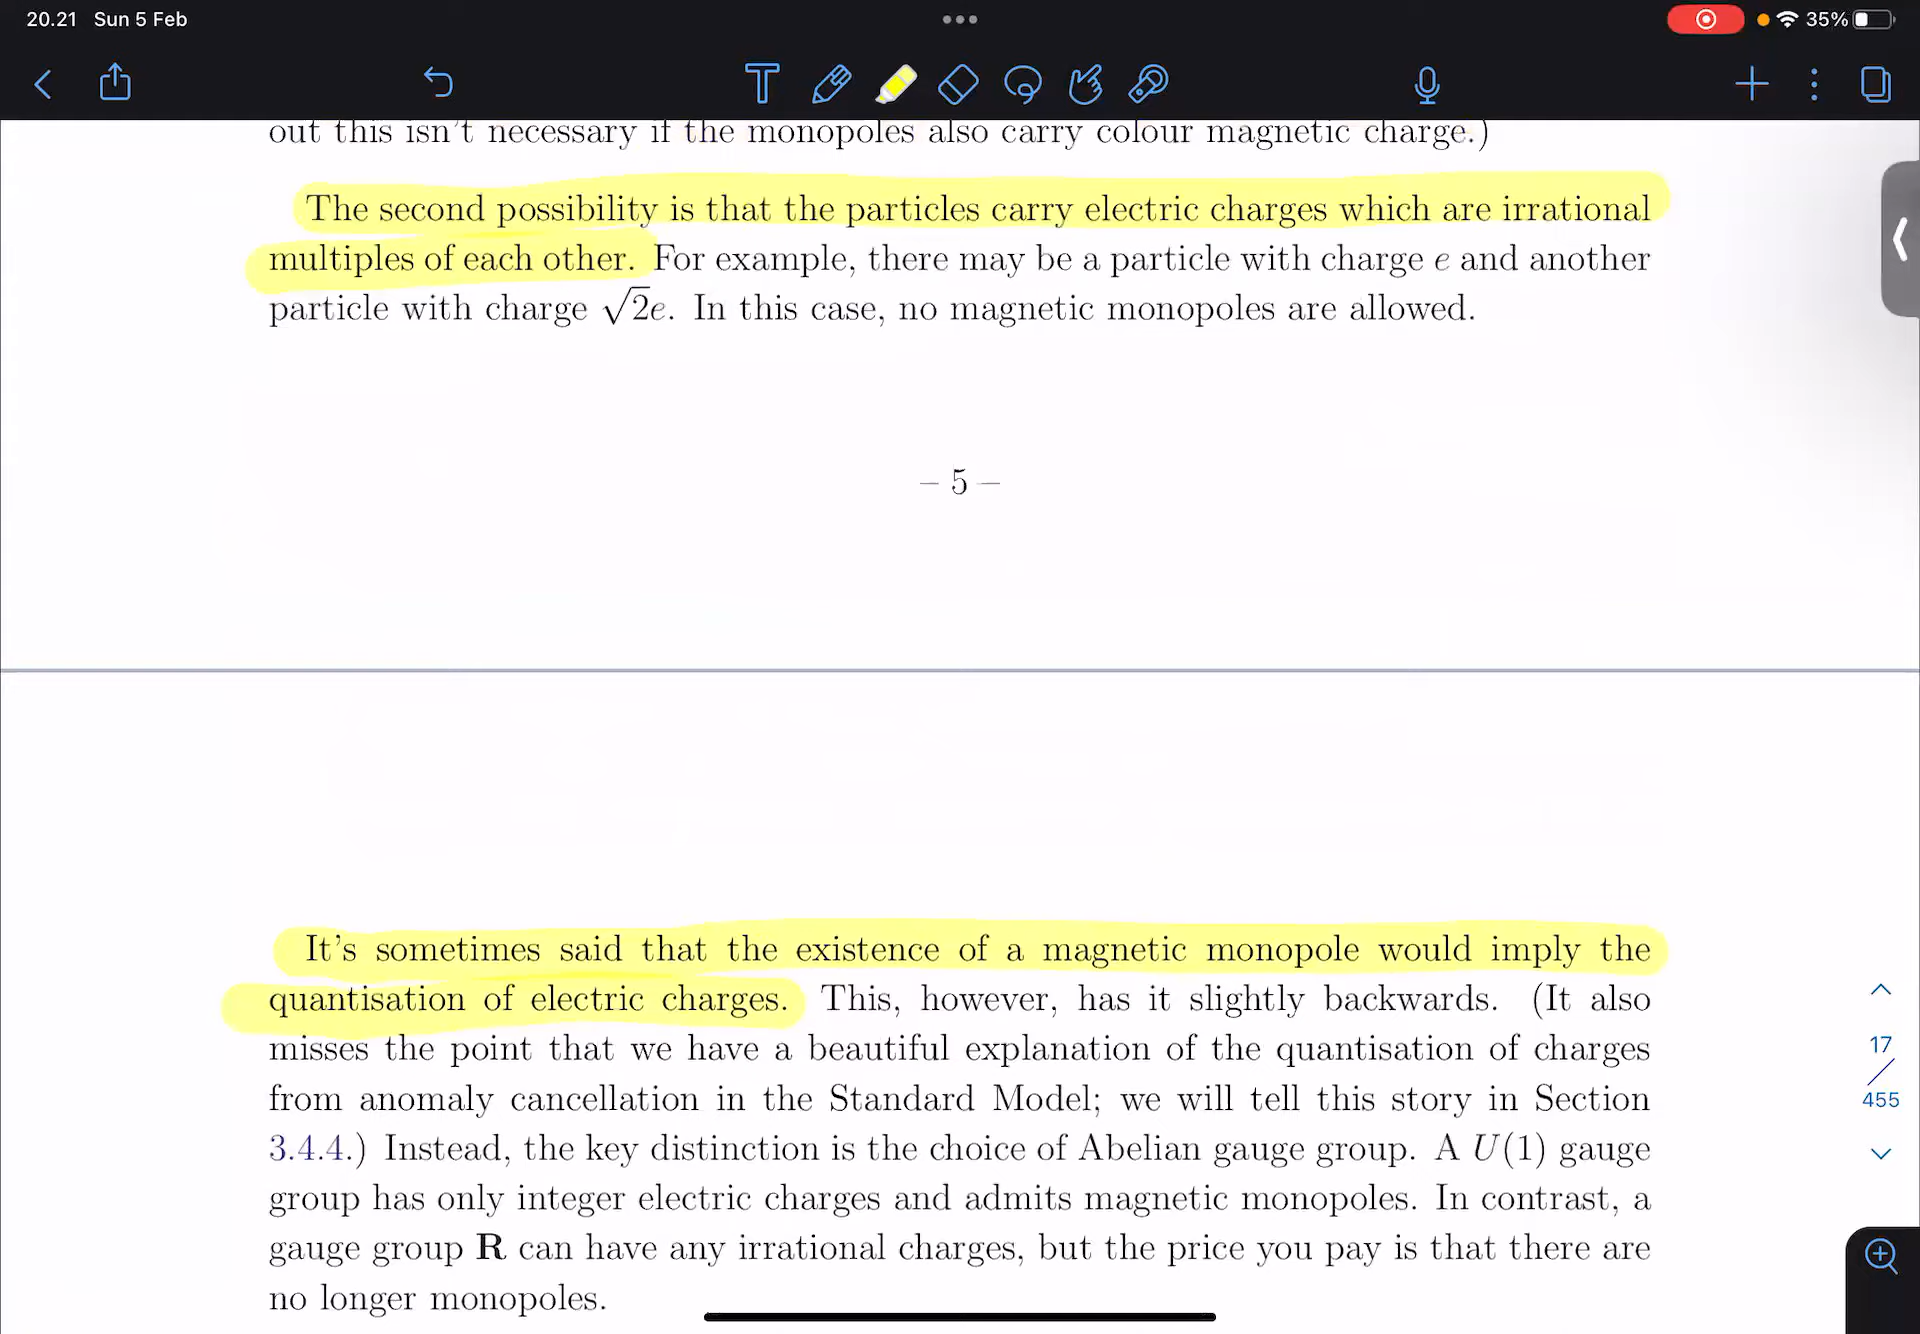 20.21 Sun 5 Feb
35%
out this isn't necessary if the monopoles also carry colour magnetic charge.)
The second possibility is that the particles carry electric charges which are irrational
multiples of each other. For example, there may be a particle with charge e and another
particle with charge √2e. In this case, no magnetic monopoles are allowed.
– 5 –
It's sometimes said that the existence of a magnetic monopole would imply the
quantisation of electric charges. This, however, has it slightly backwards. (It also
misses the point that we have a beautiful explanation of the quantisation of charges
from anomaly cancellation in the Standard Model; we will tell this story in Section
3.4.4.) Instead, the key distinction is the choice of Abelian gauge group. A U(1) gauge
group has only integer electric charges and admits magnetic monopoles. In contrast, a
gauge group R can have any irrational charges, but the price you pay is that there are
no longer monopoles.
17
/
455